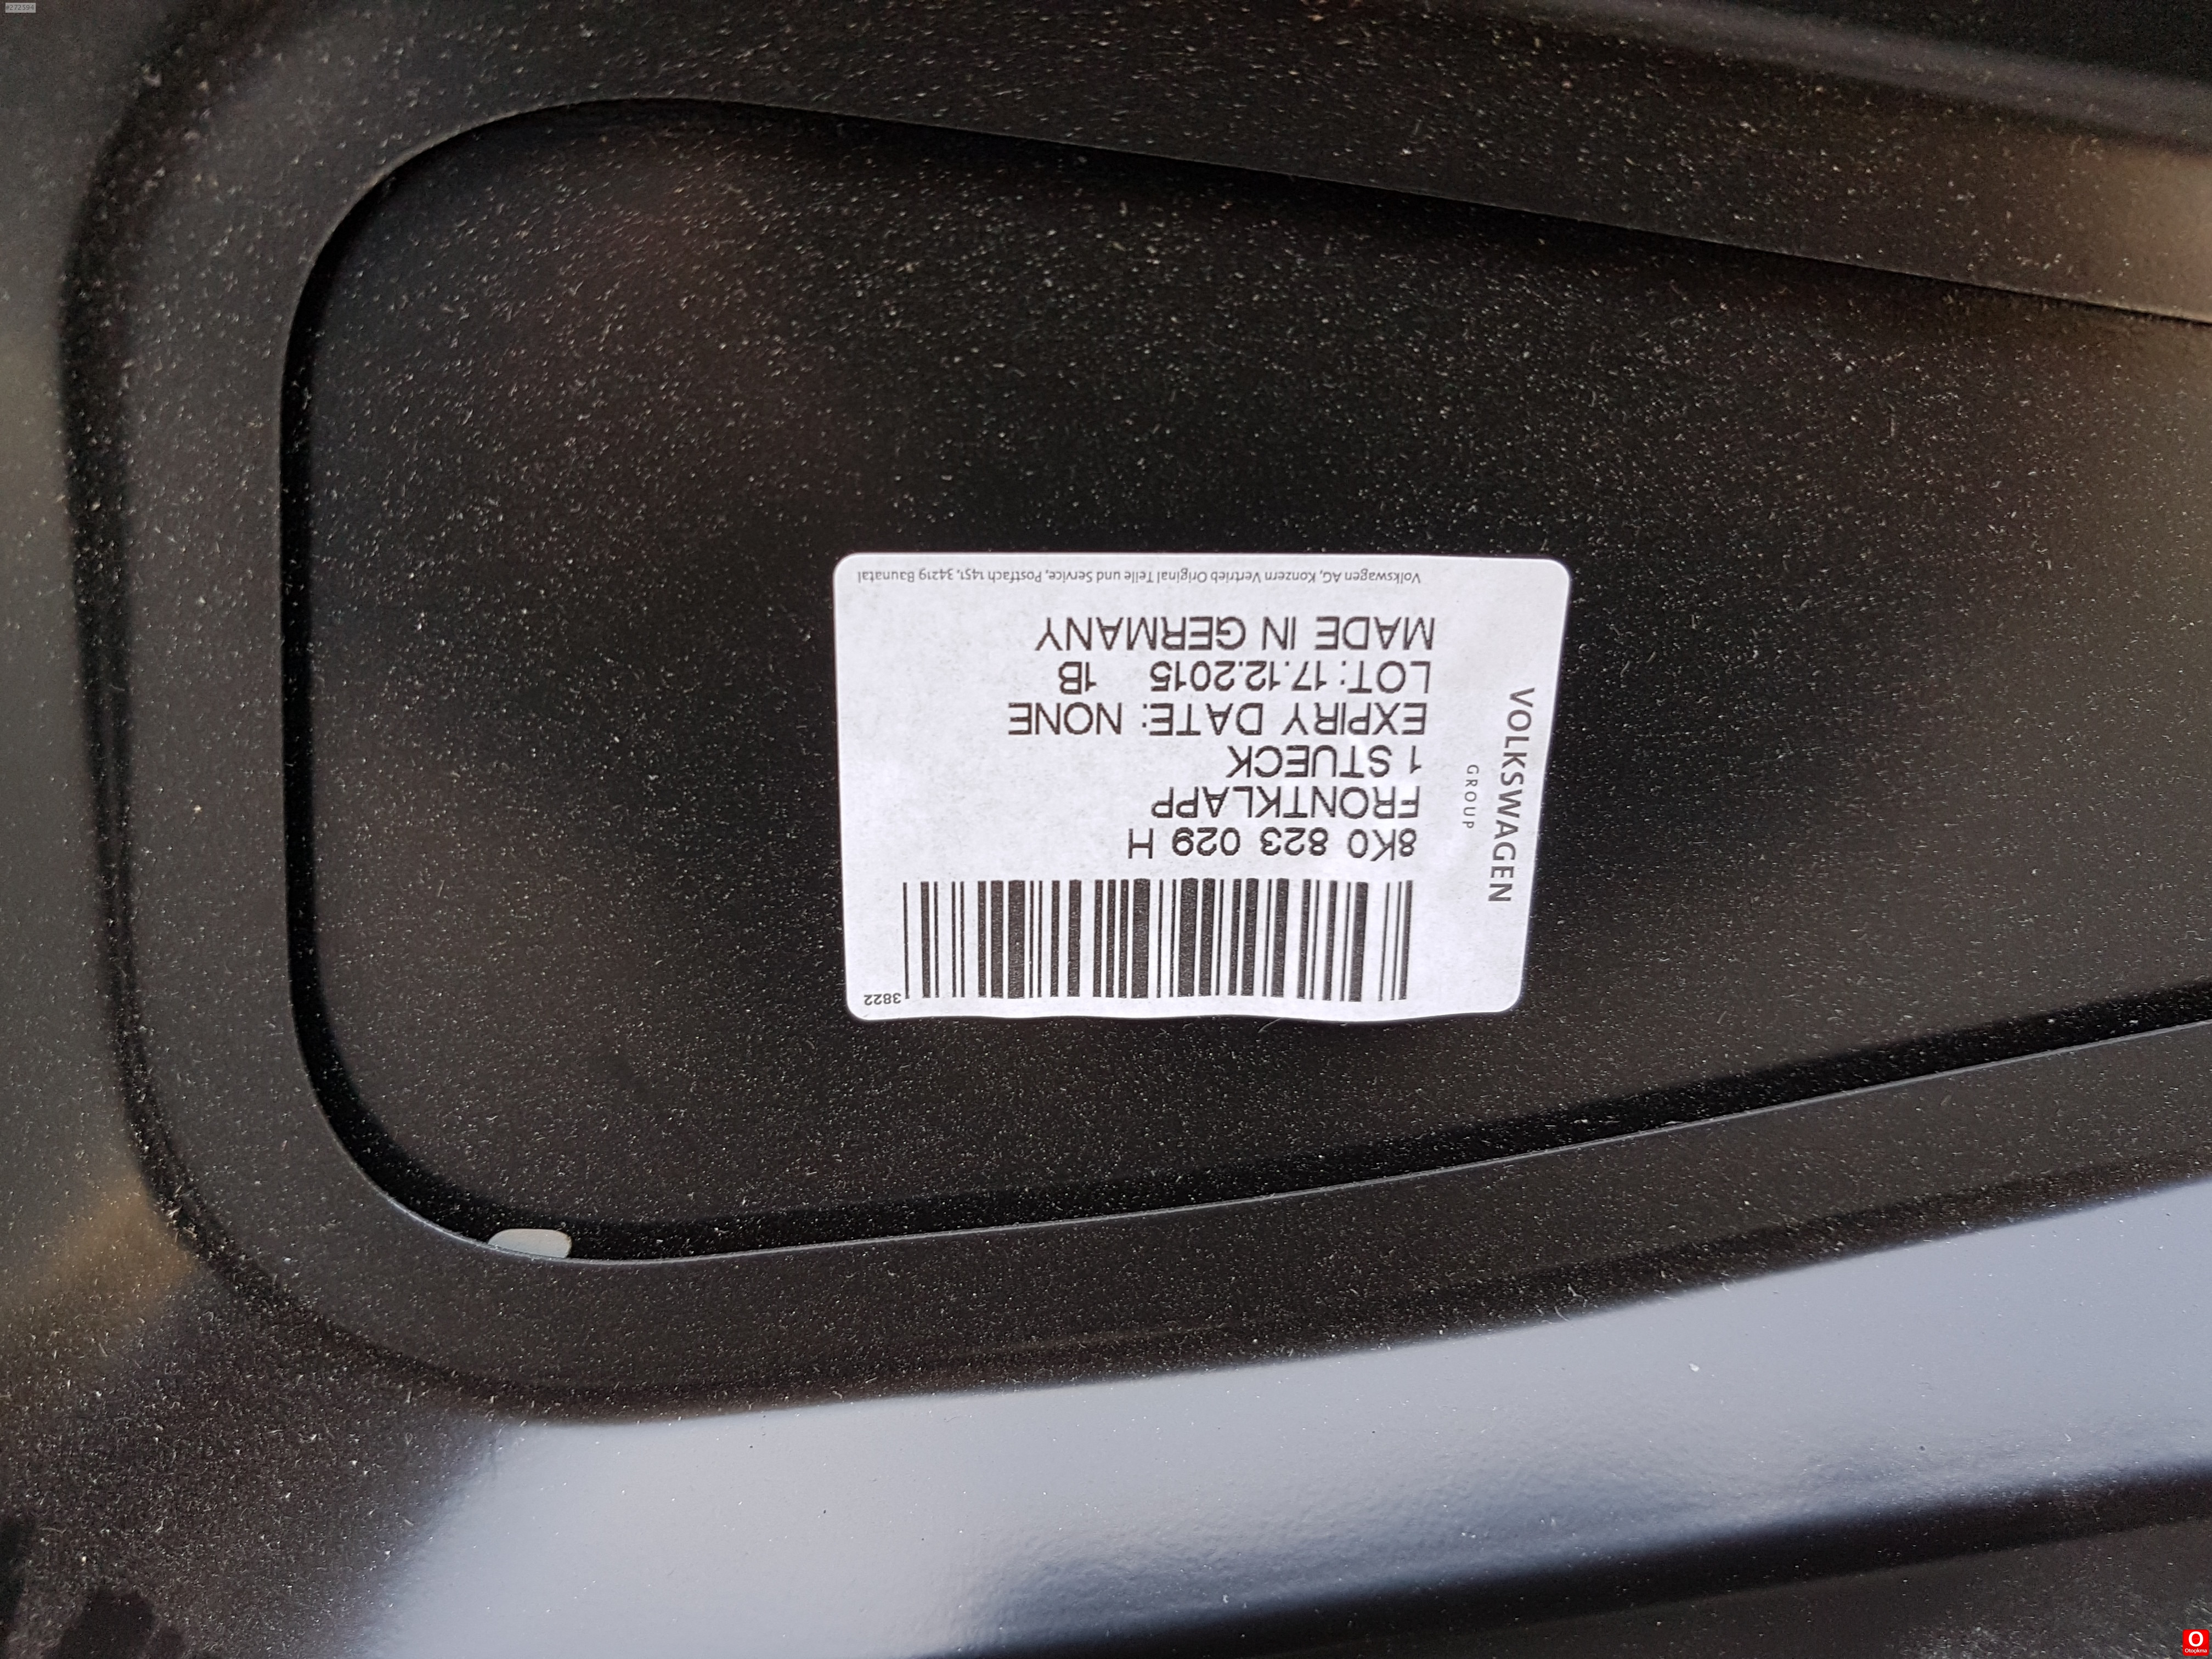 #272594
3822
8K0 823 029 H
FRONTKLAPP
1 STUECK
EXPIRY DATE: NONE
LOT: 17.12.2015 1B
MADE IN GERMANY
Volkswagen AG, Konzern Vertrieb Original Teile und Service, Postfach 1451, 34219 Baunatal
VOLKSWAGEN
GROUP